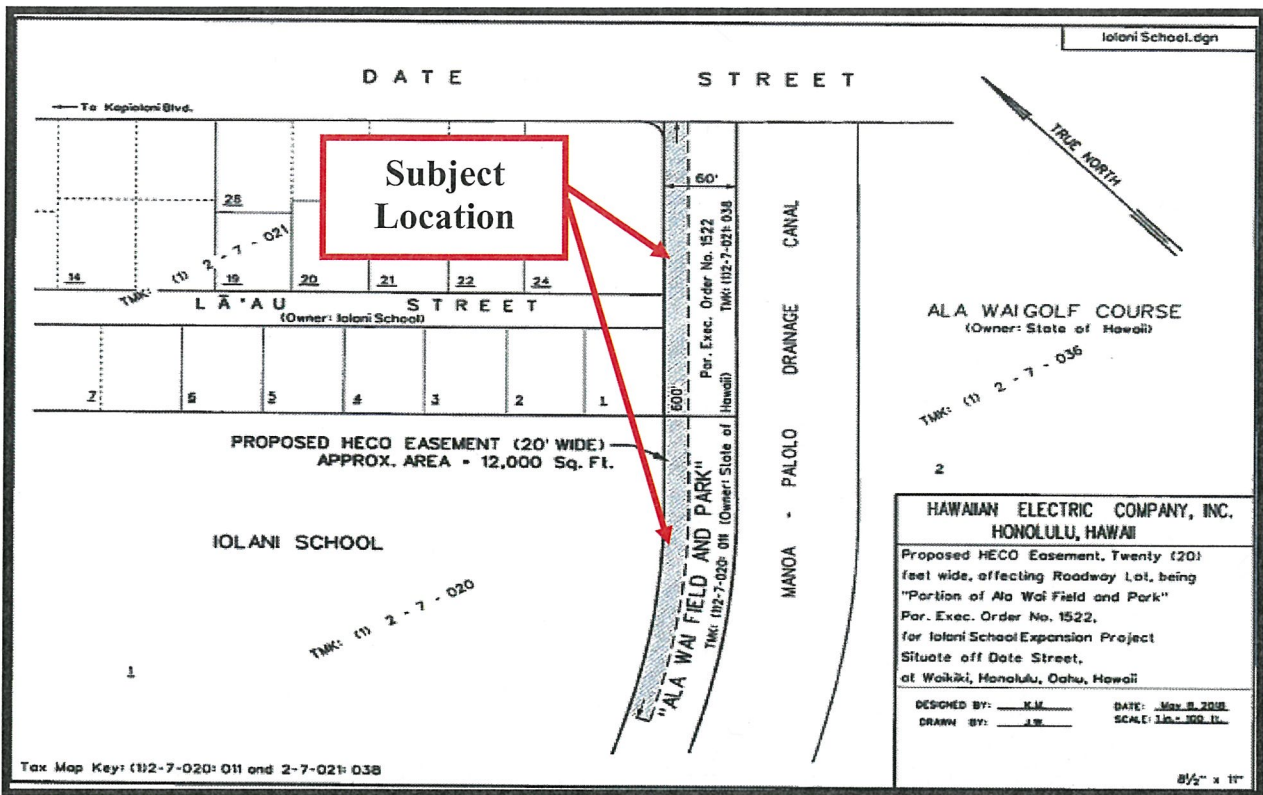 Iolani School.dgn
DATE STREET
To Kapiolani Blvd.
TRUE NORTH
Subject
Location
60'
28
TMK: (1) 2 - 7 - 021
14
19
20
21
22
24
LĀ'AU STREET
(Owner: Iolani School)
7
6
5
4
3
2
1
600'
Por. Exec. Order No. 1522
TMK: (1)2-7-021: 038
"ALA WAI FIELD AND PARK"
TMK: (1)2-7-020: 011 (Owner: State of Hawaii)
MANOA - PALOLO DRAINAGE CANAL
ALA WAI GOLF COURSE
(Owner: State of Hawaii)
TMK: (1) 2 - 7 - 036
2
PROPOSED HECO EASEMENT (20' WIDE)
APPROX. AREA = 12,000 Sq. Ft.
IOLANI SCHOOL
TMK: (1) 2 - 7 - 020
1
HAWAIIAN ELECTRIC COMPANY, INC.
HONOLULU, HAWAII
Proposed HECO Easement, Twenty (20)
feet wide, affecting Roadway Lot, being
"Portion of Ala Wai Field and Park"
Por. Exec. Order No. 1522,
for Iolani School Expansion Project
Situate off Date Street,
at Waikiki, Honolulu, Oahu, Hawaii
DESIGNED BY: K.M. DATE: May 8, 2018
DRAWN BY: J.W. SCALE: 1 in.= 100 ft.
8½" x 11"
Tax Map Key: (1)2-7-020: 011 and 2-7-021: 038